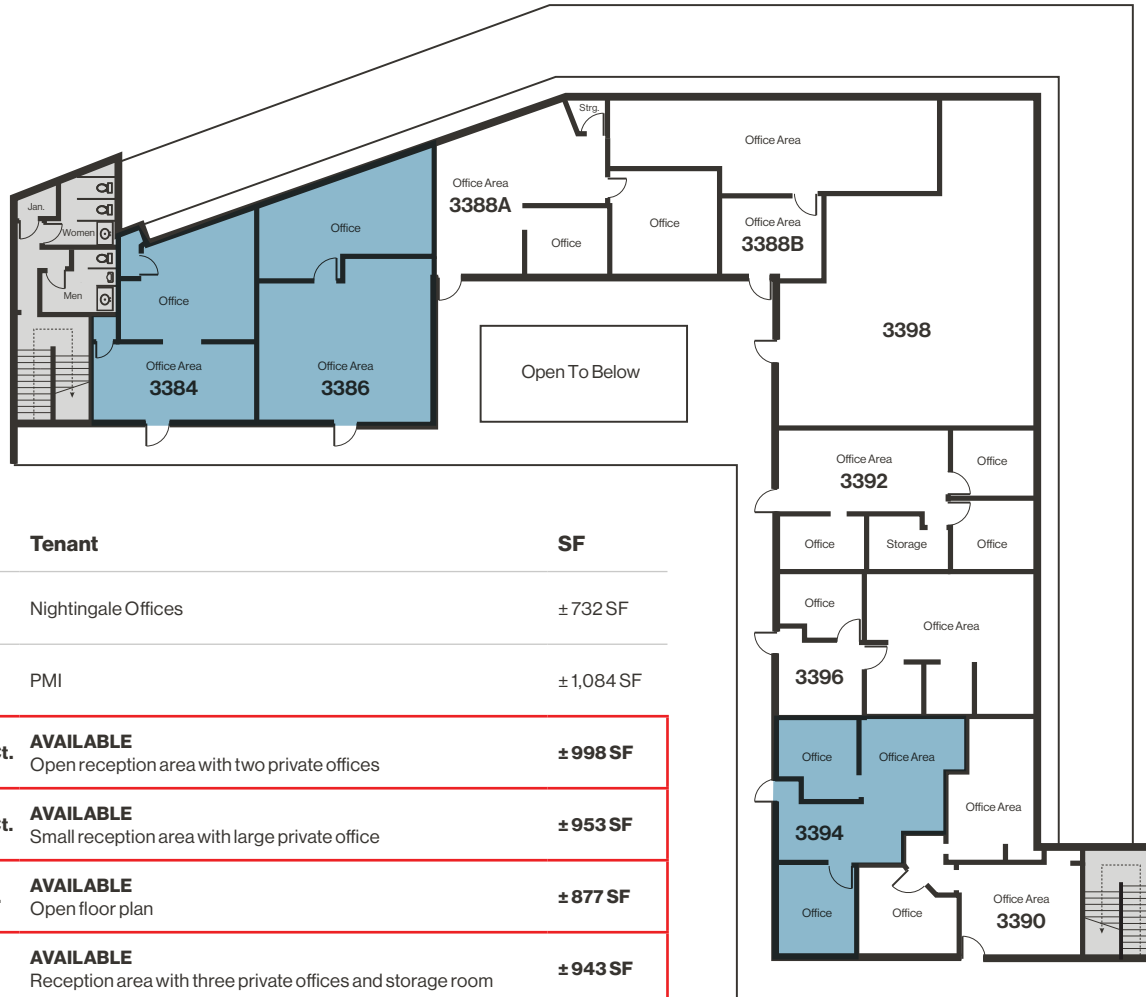 Strg.
Office Area
Office Area
3388A
Jan.
Women
Office
Office
Office
Office Area
3388B
Men
Office
3398
Open To Below
Office Area
3384
Office Area
3386
Office Area
3392
Office
Office
Storage
Office
Tenant SF
Nightingale Offices ±732 SF
PMI ±1,084 SF
AVAILABLE
Ct. Open reception area with two private offices ±998 SF
AVAILABLE
Ct. Small reception area with large private office ±953 SF
AVAILABLE
Open floor plan ±877 SF
AVAILABLE
Reception area with three private offices and storage room ±943 SF
Office
Office Area
3396
Office
Office Area
Office Area
3394
Office
Office
Office Area
3390